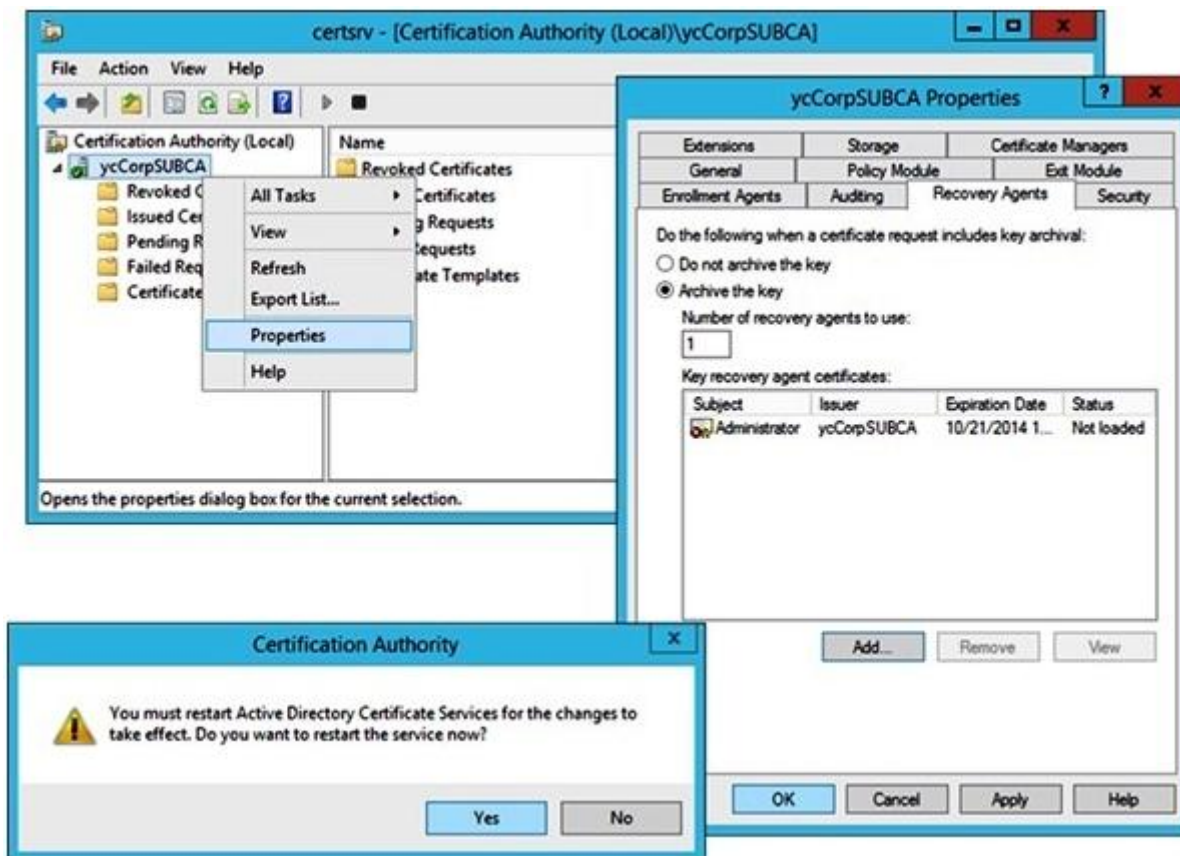 certsrv - [Certification Authority (Local)\ycCorpSUBCA]
File Action View Help
Certification Authority (Local)
ycCorpSUBCA
Revoked C
Issued Cer
Pending R
Failed Req
Certificate
Name
Revoked Certificates
Certificates
g Requests
equests
ate Templates
All Tasks
View
Refresh
Export List...
Properties
Help
Opens the properties dialog box for the current selection.
ycCorpSUBCA Properties
Extensions Storage Certificate Managers
General Policy Module Exit Module
Enrollment Agents Auditing Recovery Agents Security
Do the following when a certificate request includes key archival:
Do not archive the key
Archive the key
Number of recovery agents to use:
1
Key recovery agent certificates:
Subject Issuer Expiration Date Status
Administrator ycCorpSUBCA 10/21/2014 1... Not loaded
Add... Remove View
OK Cancel Apply Help
Certification Authority
You must restart Active Directory Certificate Services for the changes to
take effect. Do you want to restart the service now?
Yes No